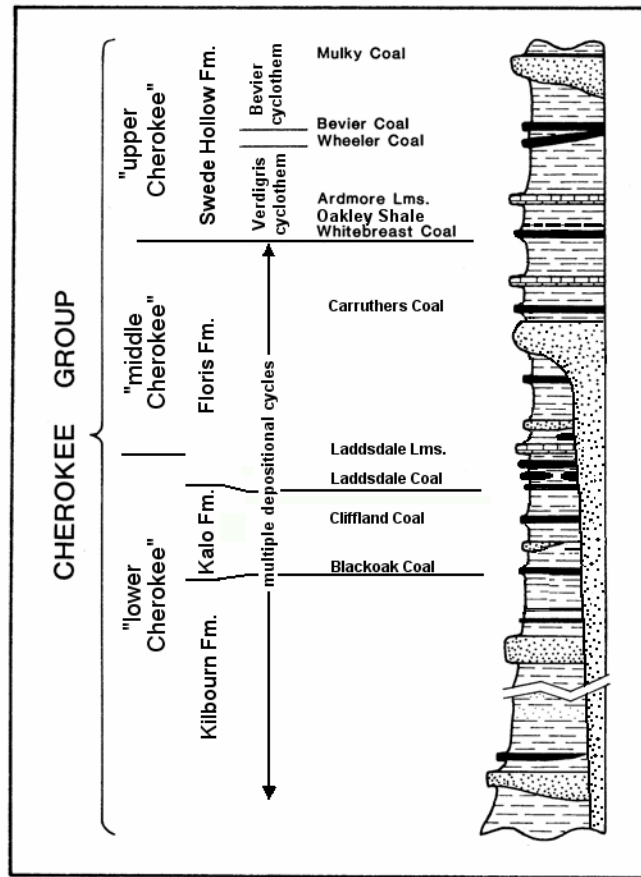 CHEROKEE GROUP
"upper
Cherokee"
"middle
Cherokee"
"lower
Cherokee"
Swede Hollow Fm.
Floris Fm.
Kalo Fm.
Kilbourn Fm.
Bevier
cyclothem
Verdigris
cyclothem
multiple depositional cycles
Mulky Coal
Bevier Coal
Wheeler Coal
Ardmore Lms.
Oakley Shale
Whitebreast Coal
Carruthers Coal
Laddsdale Lms.
Laddsdale Coal
Cliffland Coal
Blackoak Coal